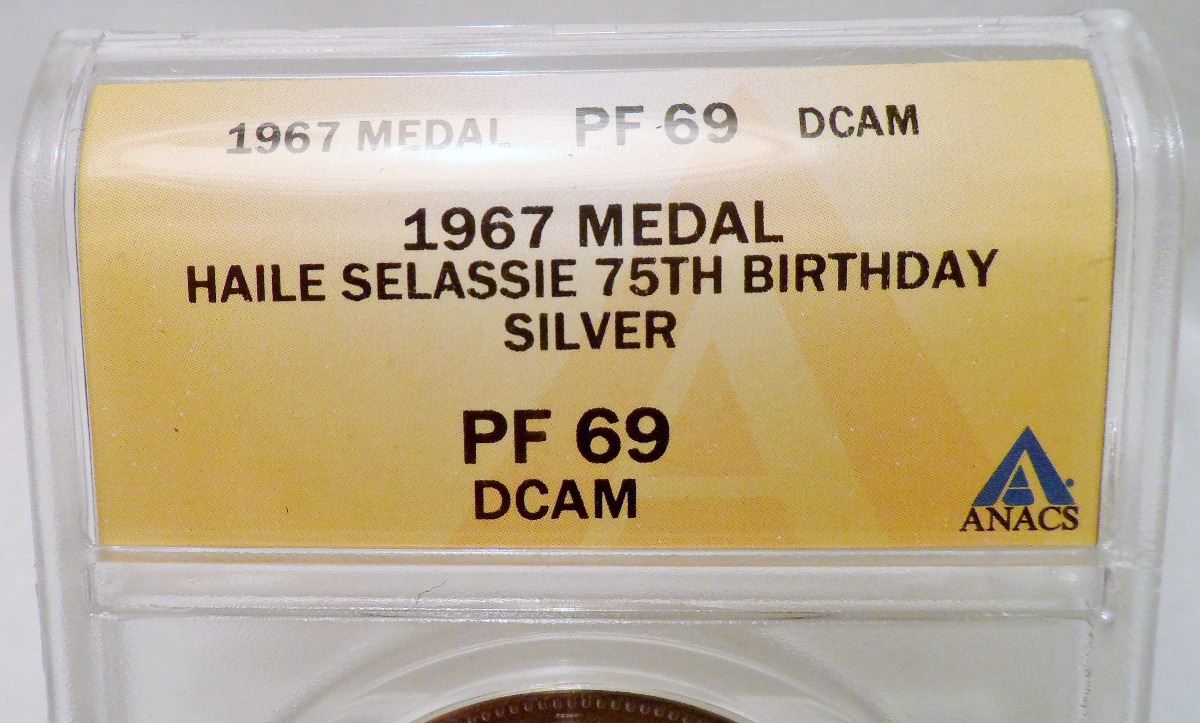 1967 MEDAL PF 69 DCAM
1967 MEDAL
HAILE SELASSIE 75TH BIRTHDAY
SILVER
PF 69
DCAM
ANACS